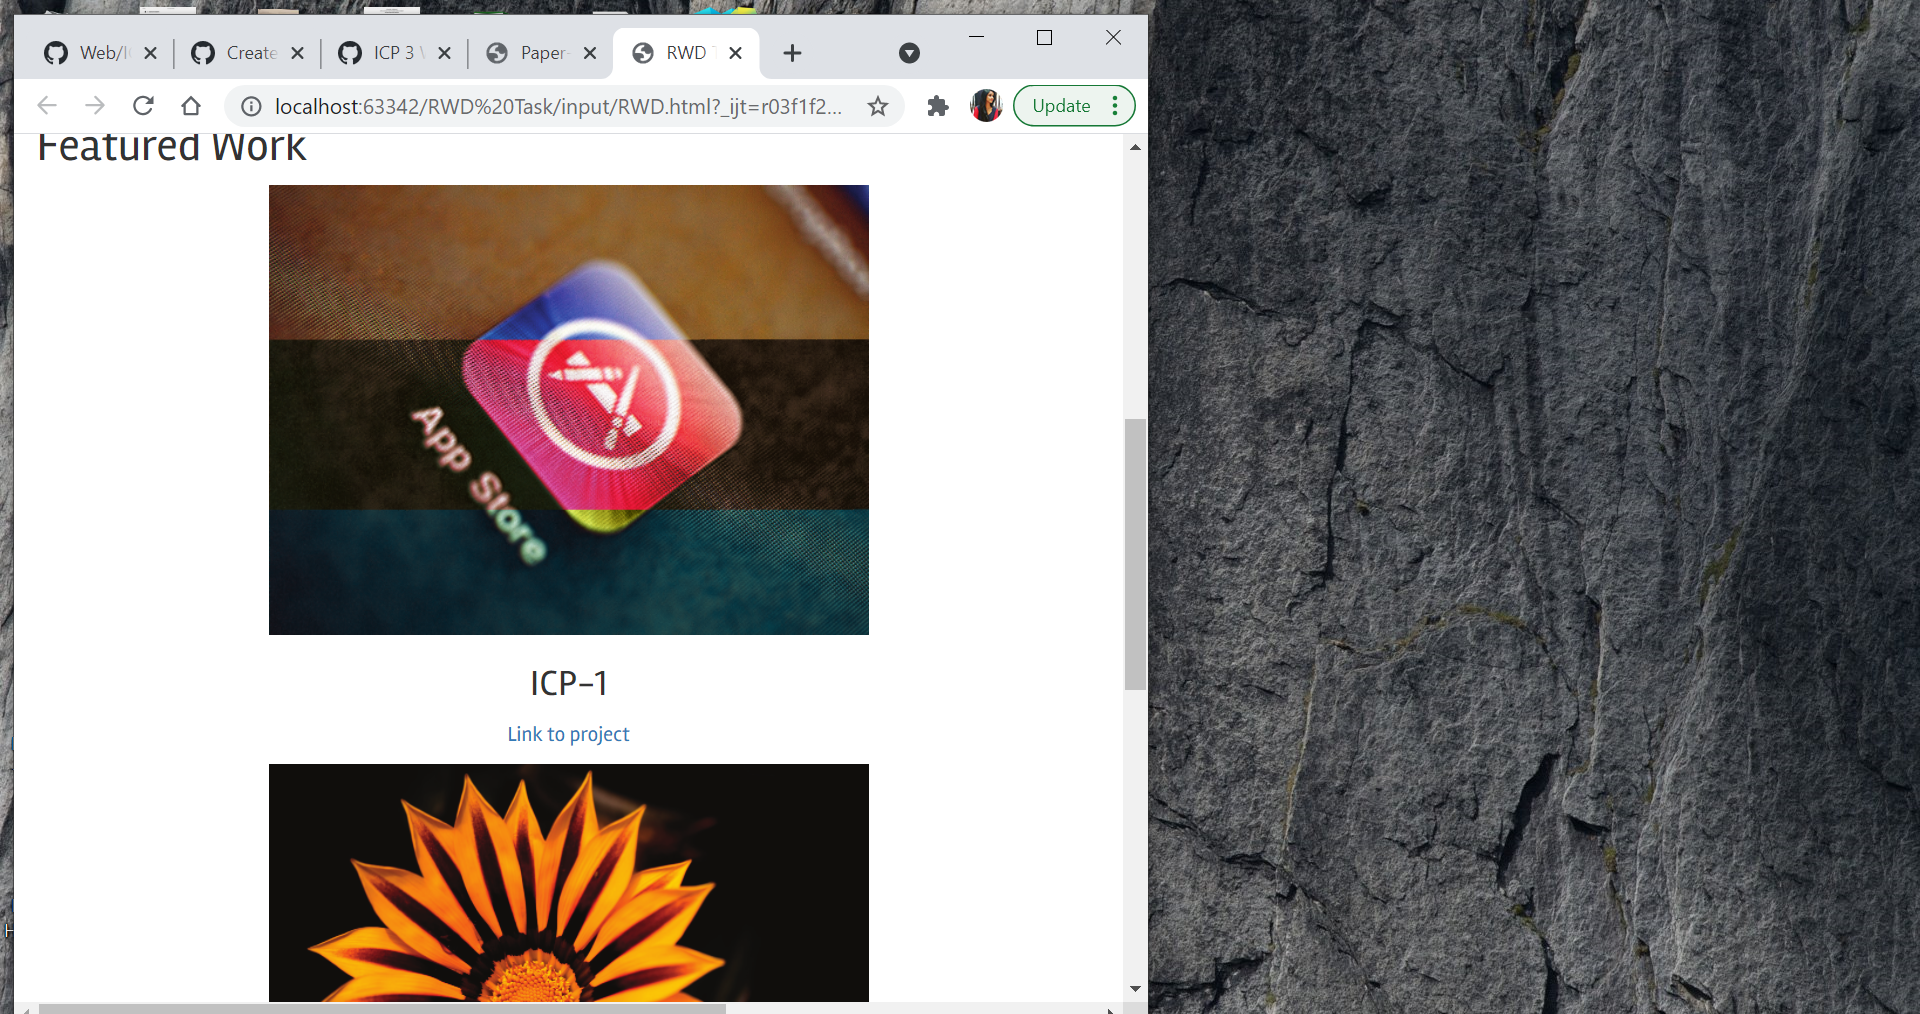 Web/I
Create
ICP 3
Paper-
RWD
localhost:63342/RWD%20Task/input/RWD.html?_ijt=r03f1f2...
Update
Featured Work
App Store
ICP-1
Link to project
H